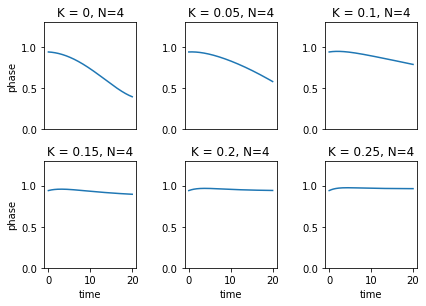 K = 0, N=4
K = 0.05, N=4
K = 0.1, N=4
1.0
0.5
0.0
phase
1.0
0.5
0.0
1.0
0.5
0.0
K = 0.15, N=4
K = 0.2, N=4
K = 0.25, N=4
1.0
0.5
0.0
phase
0
20
time
1.0
0.5
0.0
0
20
time
1.0
0.5
0.0
0
20
time